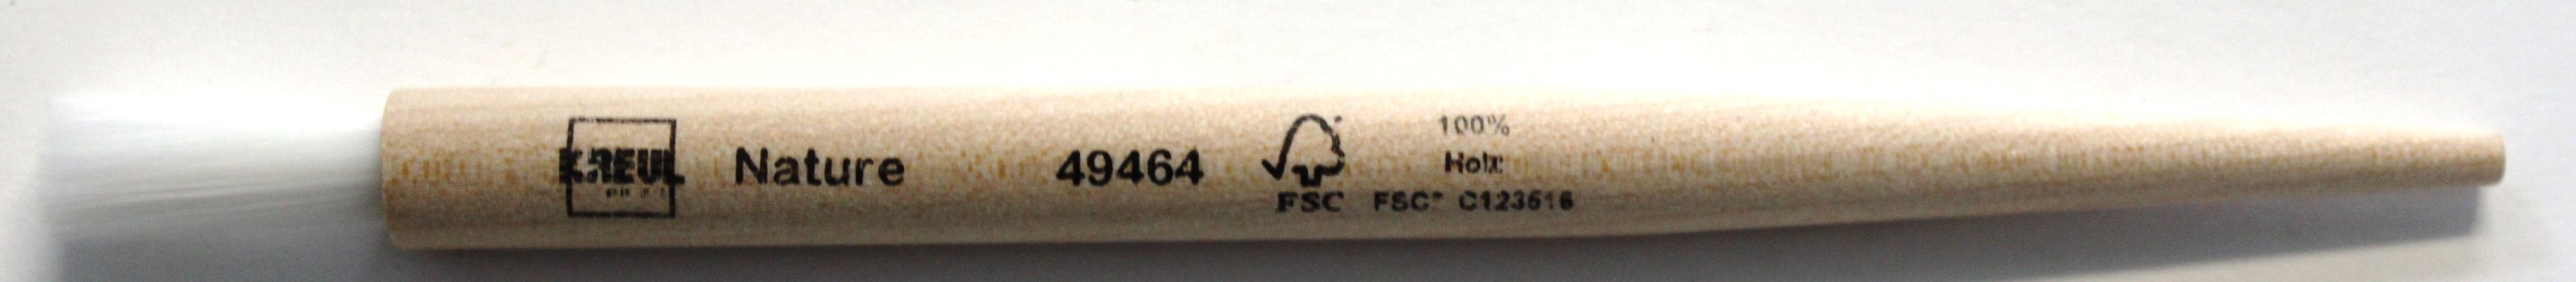 KREUL
Nature
49464
FSC
100%
Holz
FSC® C123516